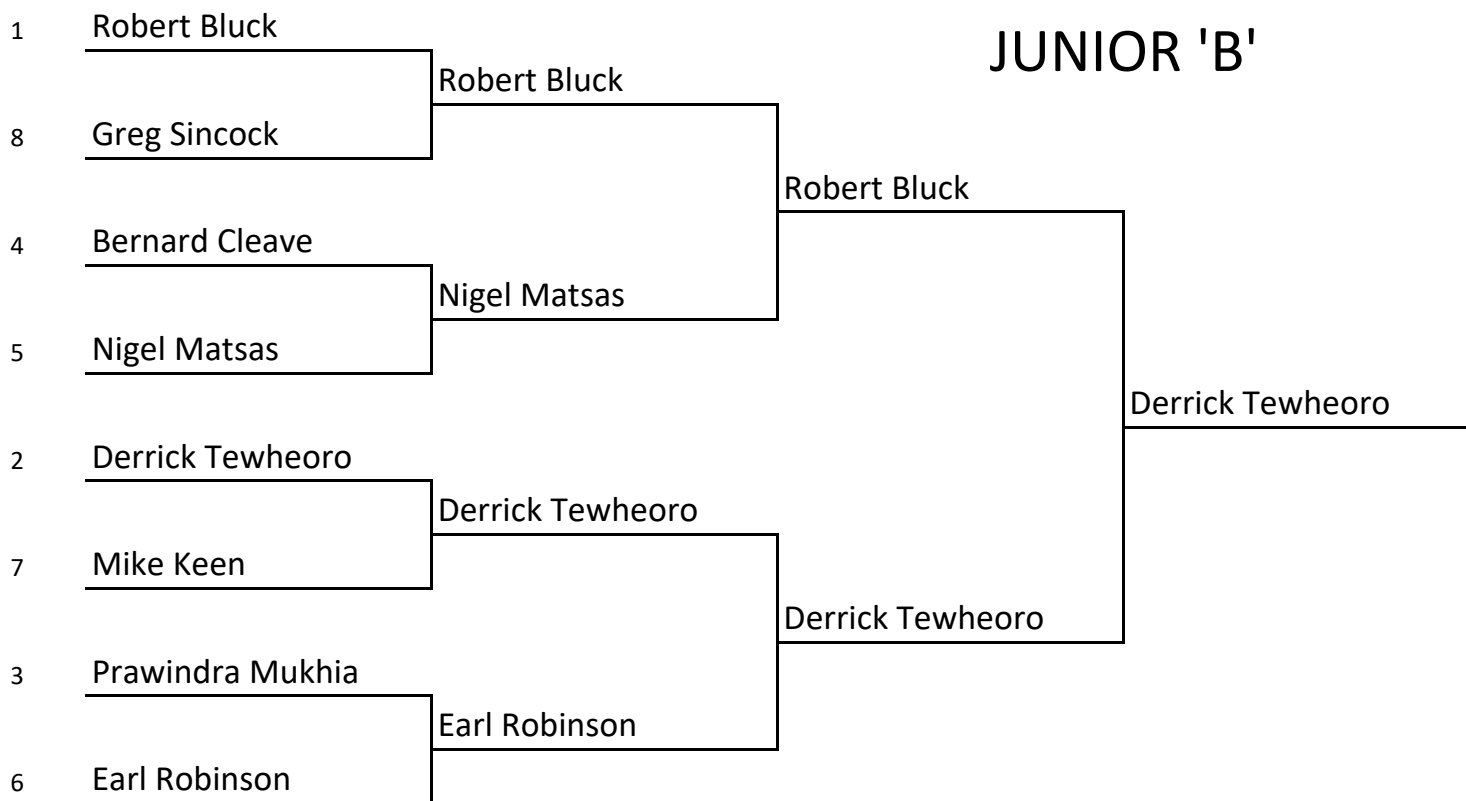 1 Robert Bluck
JUNIOR 'B'
Robert Bluck
8 Greg Sincock
Robert Bluck
4 Bernard Cleave
Nigel Matsas
5 Nigel Matsas
Derrick Tewheoro
2 Derrick Tewheoro
Derrick Tewheoro
7 Mike Keen
Derrick Tewheoro
3 Prawindra Mukhia
Earl Robinson
6 Earl Robinson